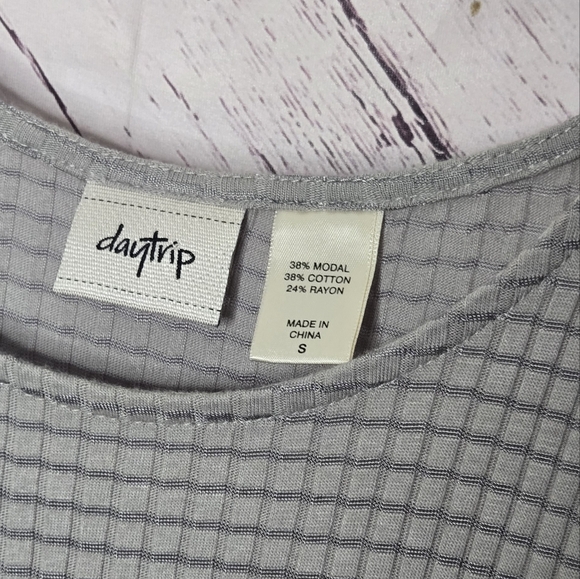 daytrip
38% MODAL
38% COTTON
24% RAYON
MADE IN
CHINA
S